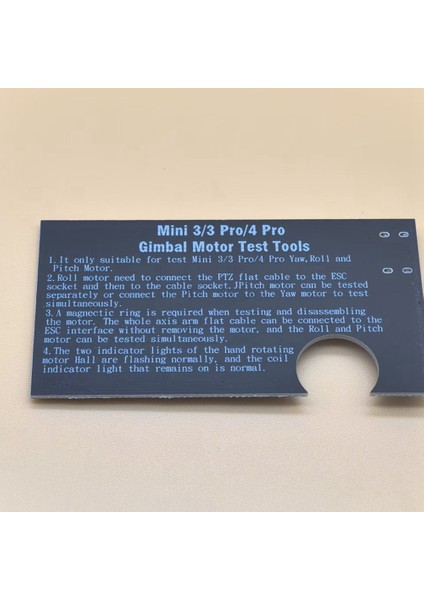 Mini 3/3 Pro/4 Pro
Gimbal Motor Test Tools
1.It only suitable for test Mini 3/3 Pro/4 Pro Yaw,Roll and
Pitch Motor.
2.Roll motor need to connect the PTZ flat cable to the ESC
socket and then to the cable socket.JPitch motor can be tested
separately or connect the Pitch motor to the Yaw motor to test
simultaneously.
3.A magnectic ring is required when testing and disassembling
the motor. The whole axis arm flat cable can be connected to the
ESC interface without removing the motor, and the Roll and Pitch
motor can be tested simultaneously.
4.The two indicator lights of the hand rotating
motor Hall are flashing normally, and the coil
indicator light that remains on is normal.